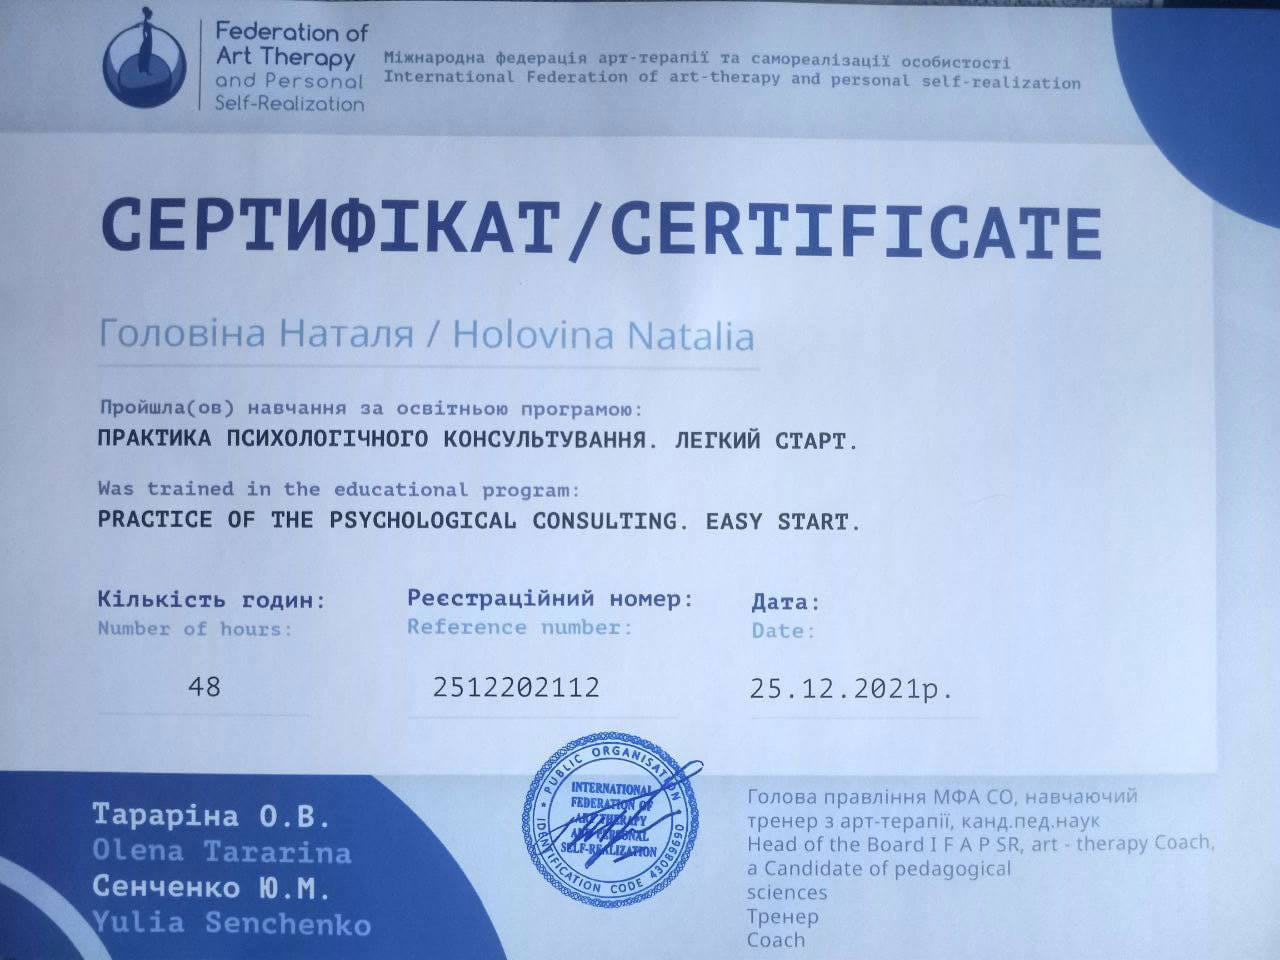 Federation of
Art Therapy
and Personal
Self-Realization
Міжнародна федерація арт-терапії та самореалізації особистості
International Federation of art-therapy and personal self-realization
СЕРТИФІКАТ/CERTIFICATE
Головіна Наталя / Holovina Natalia
Пройшла(ов) навчання за освітньою програмою:
ПРАКТИКА ПСИХОЛОГІЧНОГО КОНСУЛЬТУВАННЯ. ЛЕГКИЙ СТАРТ.
Was trained in the educational program:
PRACTICE OF THE PSYCHOLOGICAL CONSULTING. EASY START.
Кількість годин:
Number of hours:
48
Реєстраційний номер:
Reference number:
2512202112
Дата:
Date:
25.12.2021р.
Тараріна О.В.
Olena Tararina
Сенченко Ю.М.
Yulia Senchenko
* PUBLIC ORGANISATION *
INTERNATIONAL
FEDERATION OF
ART THERAPY
AND PERSONAL
SELF-REALIZATION
IDENTIFICATION CODE 43089690
Голова правління МФА СО, навчаючий
тренер з арт-терапії, канд.пед.наук
Head of the Board I F A P SR, art - therapy Coach,
a Candidate of pedagogical
sciences
Тренер
Coach